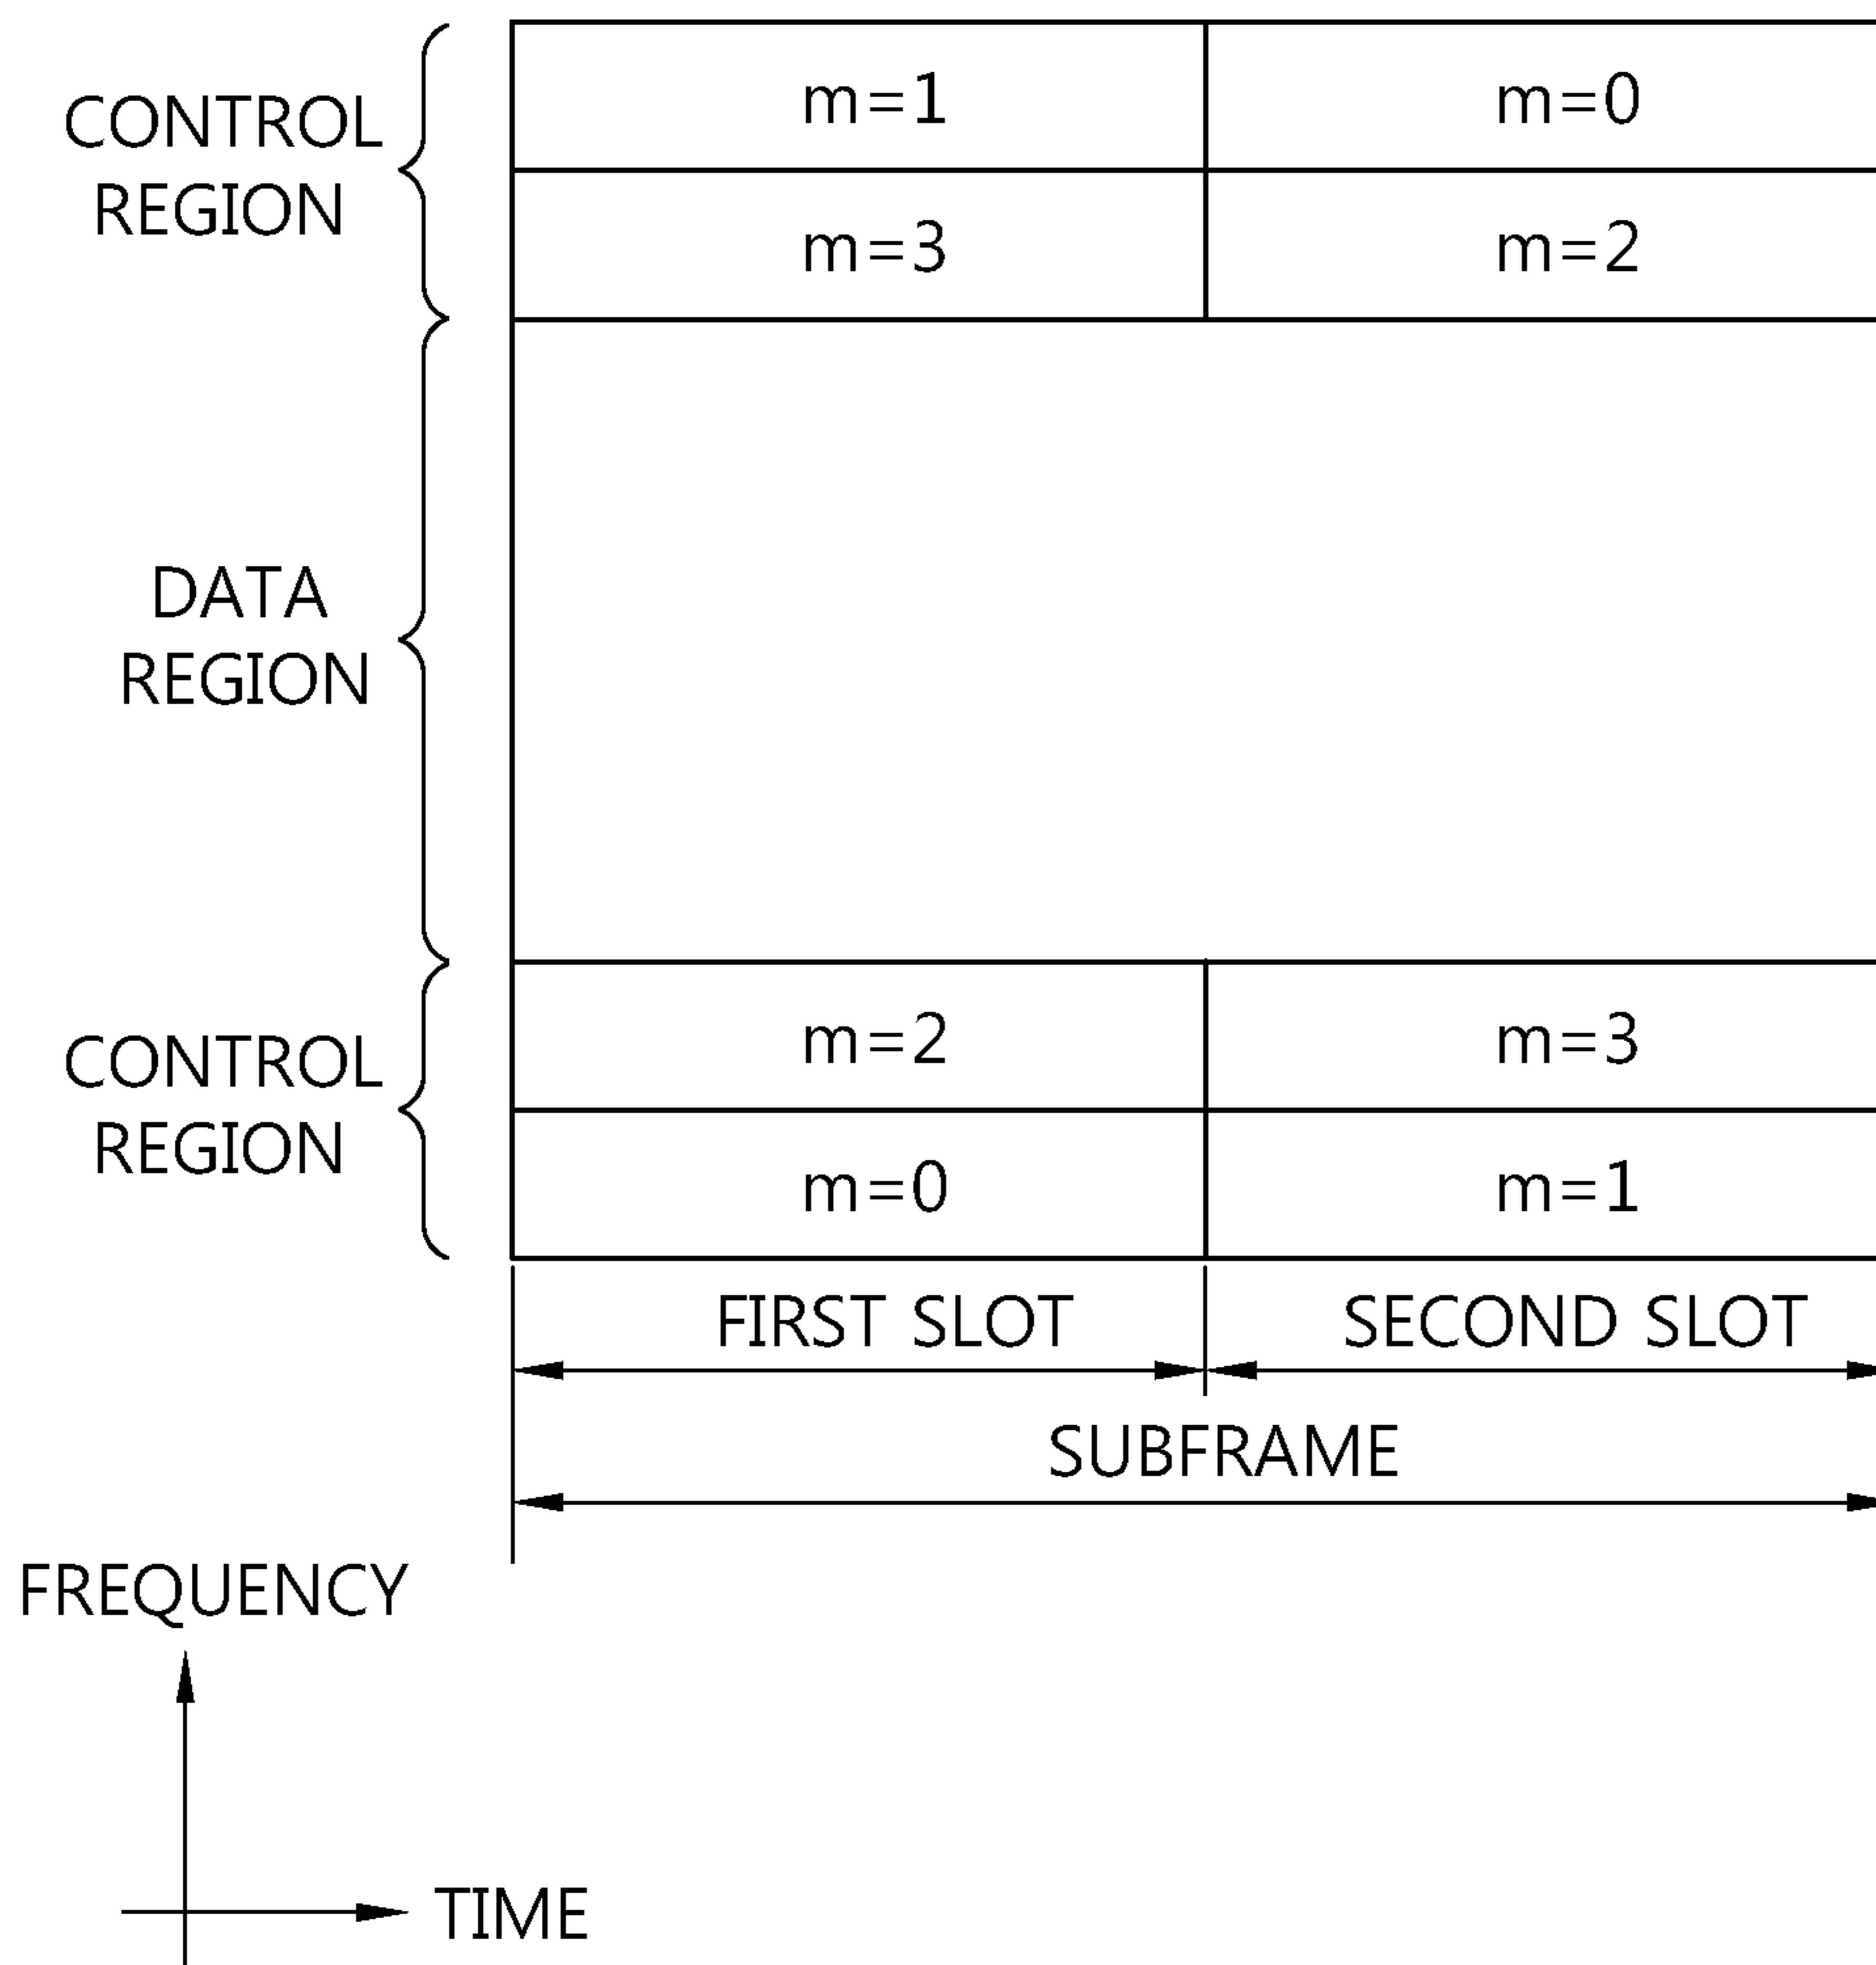 CONTROL
REGION
m=1
m=0
m=3
m=2
DATA
REGION
CONTROL
REGION
m=2
m=3
m=0
m=1
FIRST SLOT
SECOND SLOT
SUBFRAME
FREQUENCY
TIME